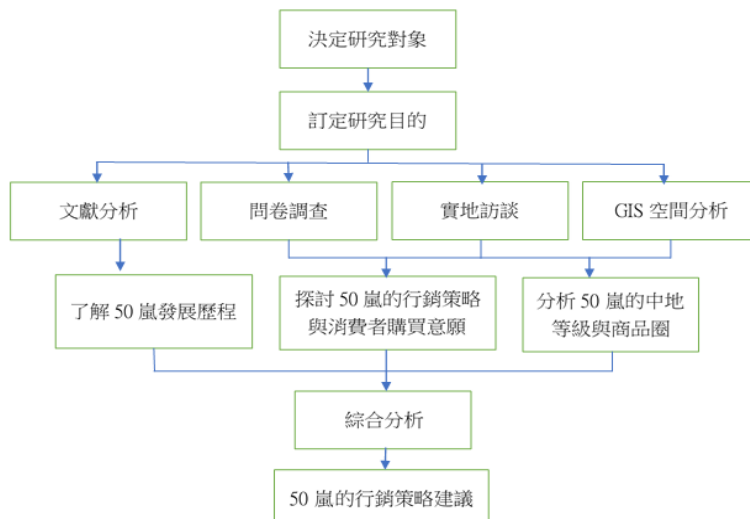 決定研究對象
訂定研究目的
文獻分析
問卷調查
實地訪談
GIS 空間分析
了解 50 嵐發展歷程
探討 50 嵐的行銷策略
與消費者購買意願
分析 50 嵐的中地
等級與商品圈
綜合分析
50 嵐的行銷策略建議